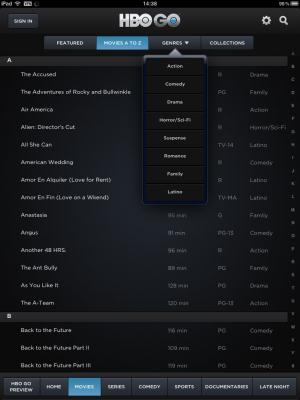 iPad 14:38
SIGN IN HBO GO
FEATURED MOVIES A TO Z GENRES ▼ COLLECTIONS
Action
Comedy
Drama
Horror/Sci-Fi
Suspense
Romance
Family
Latino
A
The Accused R Drama
The Adventures of Rocky and Bullwinkle PG Family
Air America R Action
Allen: Director's Cut R Horror/Sci-Fi
All She Can TV-14 Latino
American Wedding R Comedy
Amor En Alquiler (Love for Rent) R Latino
Amor En Fin (Love on a Wkend) TV-MA Latino
Anastasia 95 min G Family
Angus 91 min PG-13 Comedy
Another 48 HRS. 96 min R Action
The Ant Bully 89 min PG Family
As You Like It 128 min PG Drama
The A-Team 120 min PG-13 Action
B
Back to the Future 116 min PG Comedy
Back to the Future Part II 109 min PG Comedy
Back to the Future Part III 119 min PG Comedy
HBO GO PREVIEW HOME MOVIES SERIES COMEDY SPORTS DOCUMENTARIES LATE NIGHT